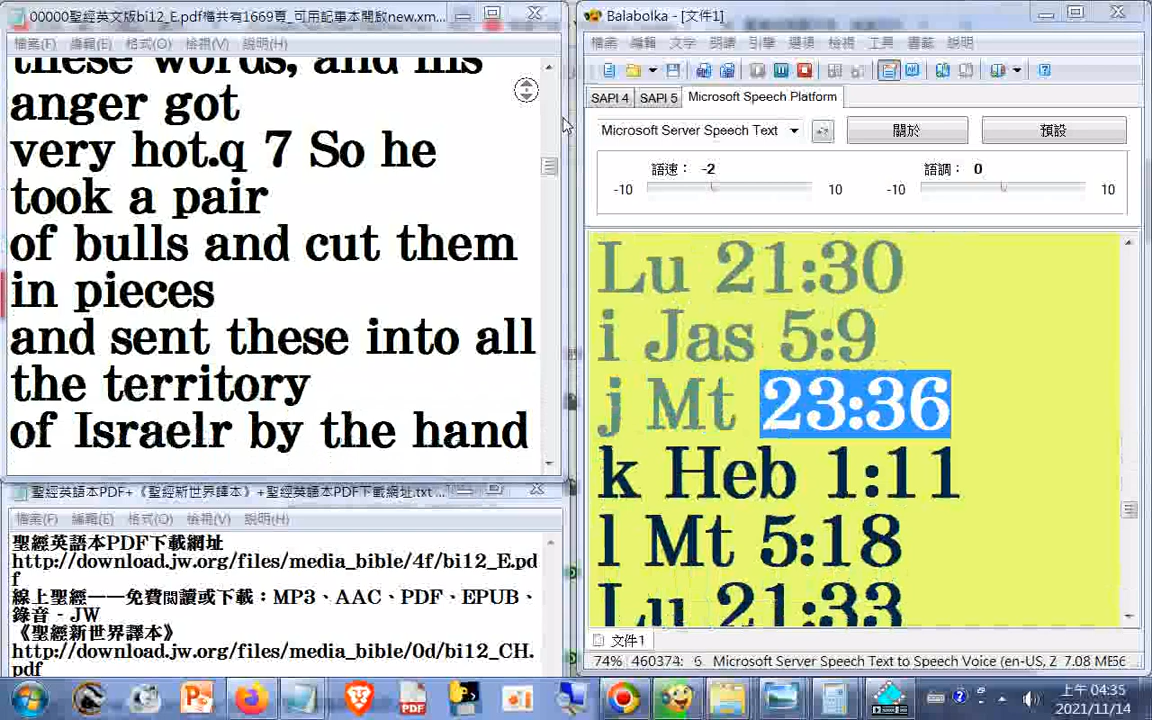 00000聖經英文版bi12_E.pdf檔共有1669頁_可用記事本開啟new.xm...
檔案(F) 編輯(E) 格式(O) 檢視(V) 說明(H)
these words, and his
anger got
very hot.q 7 So he
took a pair
of bulls and cut them
in pieces
and sent these into all
the territory
of Israelr by the hand
聖經英語本PDF+《聖經新世界譯本》+聖經英語本PDF下載網址.txt ...
檔案(F) 編輯(E) 格式(O) 檢視(V) 說明(H)
聖經英語本PDF下載網址
http://download.jw.org/files/media_bible/4f/bi12_E.pd
f
線上聖經——免費閱讀或下載：MP3、AAC、PDF、EPUB、
錄音 - JW
《聖經新世界譯本》
http://download.jw.org/files/media_bible/0d/bi12_CH.
pdf
Balabolka - [文件1]
檔案 編輯 文字 朗讀 引擎 選項 檢視 工具 書籤 說明
SAPI 4 SAPI 5 Microsoft Speech Platform
Microsoft Server Speech Text
關於 預設
語速： -2 語調： 0
-10 10 -10 10
Lu 21:30
i Jas 5:9
j Mt 23:36
k Heb 1:11
l Mt 5:18
Lu 21:33
文件1
74% 460374: 6 Microsoft Server Speech Text to Speech Voice (en-US, Z 7.08 ME
上午 04:35
2021/11/14